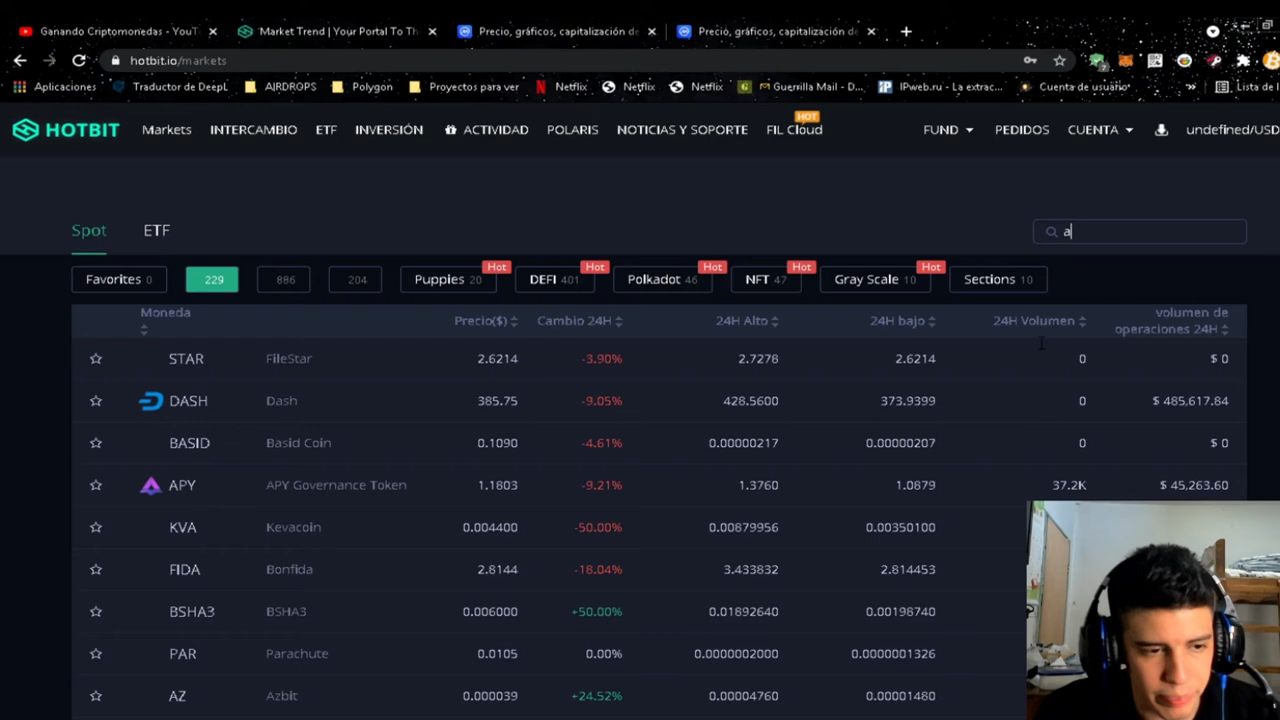 Ganando Criptomonedas - YouT
Market Trend | Your Portal To Th
Precio, gráficos, capitalización de
Precio, gráficos, capitalización de
hotbit.io/markets
Aplicaciones
Traductor de DeepL
AIRDROPS
Polygon
Proyectos para ver
Netflix
Netflix
Netflix
Guerrilla Mail - D...
IPweb.ru - La extrac...
Cuenta de usuario
Lista de l
HOTBIT
Markets
INTERCAMBIO
ETF
INVERSIÓN
ACTIVIDAD
POLARIS
NOTICIAS Y SOPORTE
FIL Cloud
HOT
FUND
PEDIDOS
CUENTA
undefined/USD
Spot
ETF
a
Favorites 0
229
886
204
Puppies 20
Hot
DEFI 401
Hot
Polkadot 46
Hot
NFT 47
Hot
Gray Scale 10
Hot
Sections 10
Moneda
Precio($)
Cambio 24H
24H Alto
24H bajo
24H Volumen
volumen de
operaciones 24H
STAR FileStar 2.6214 -3.90% 2.7278 2.6214 0 $ 0
DASH Dash 385.75 -9.05% 428.5600 373.9399 0 $ 485,617.84
BASID Basid Coin 0.1090 -4.61% 0.00000217 0.00000207 0 $ 0
APY APY Governance Token 1.1803 -9.21% 1.3760 1.0879 37.2K $ 45,263.60
KVA Kevacoin 0.004400 -50.00% 0.00879956 0.00350100
FIDA Bonfida 2.8144 -18.04% 3.433832 2.814453
BSHA3 BSHA3 0.006000 +50.00% 0.01892640 0.00198740
PAR Parachute 0.0105 0.00% 0.0000002000 0.0000001326
AZ Azbit 0.000039 +24.52% 0.00004760 0.00001480